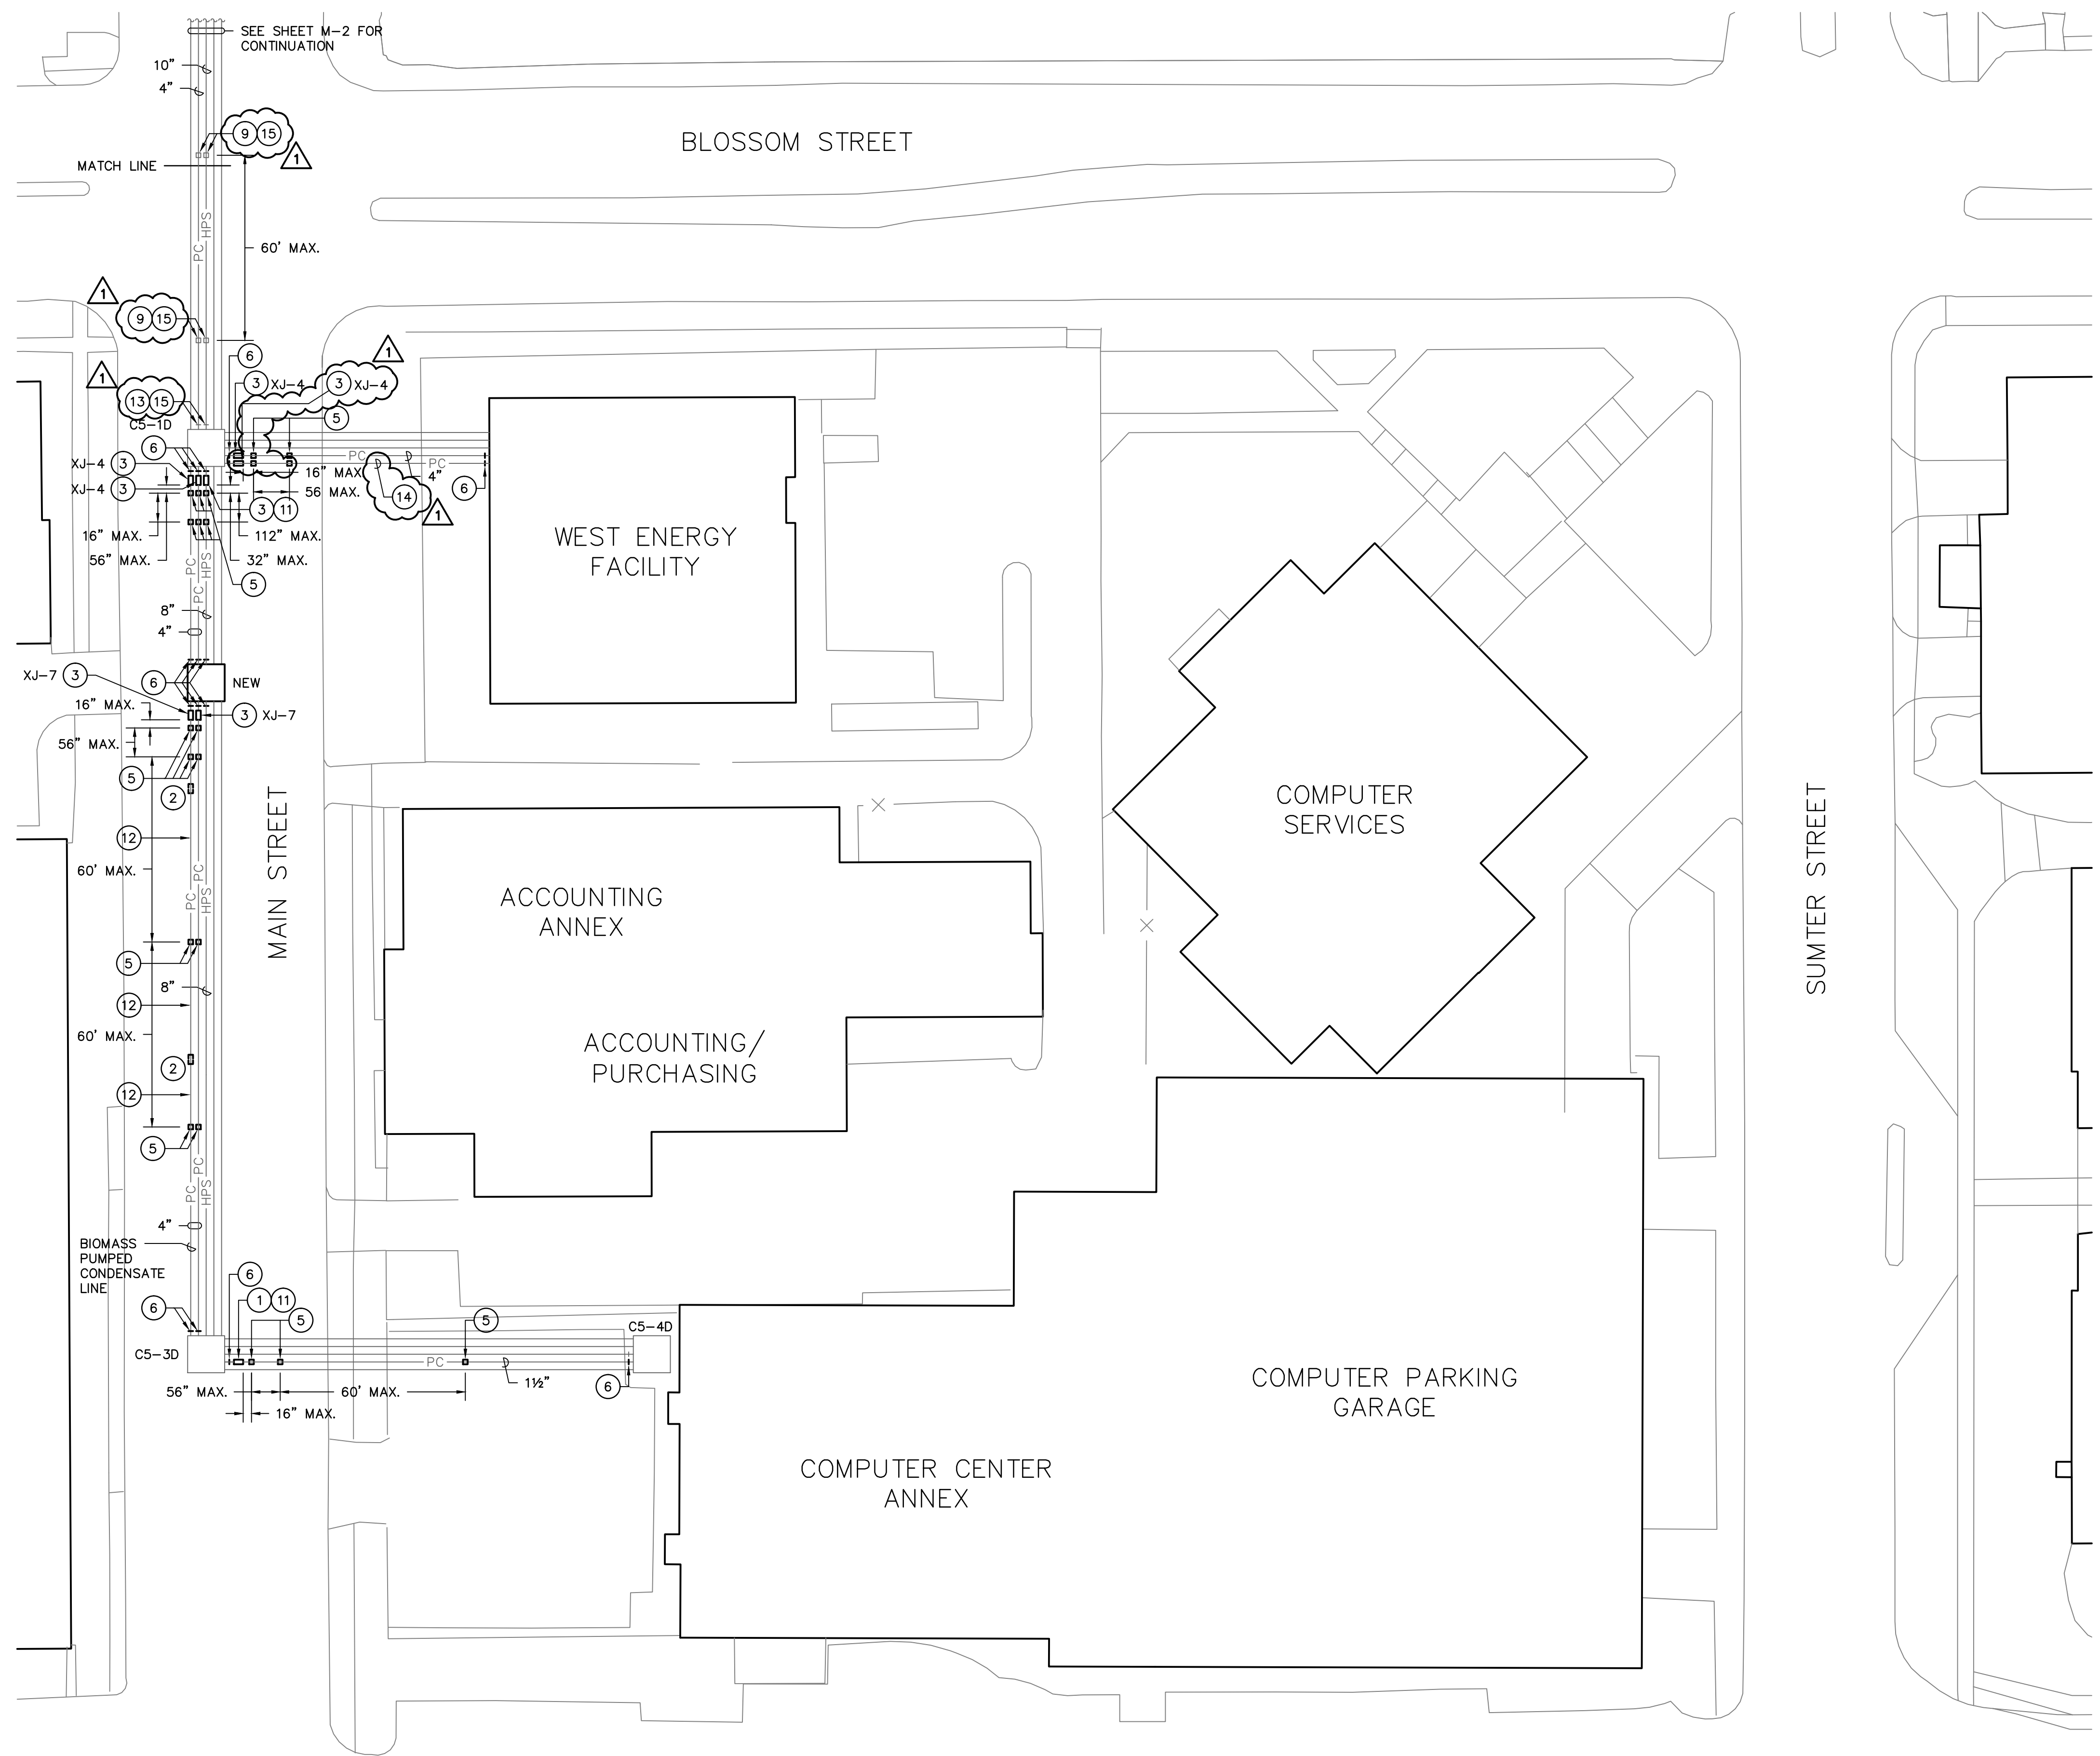 SEE SHEET M-2 FOR
CONTINUATION
10"
4"
9 15
1
MATCH LINE
BLOSSOM STREET
PC
HPS
60' MAX.
1
9 15
6
1
3 XJ-4
3 XJ-4
1
13 15
C5-1D
5
6
XJ-4 3
XJ-4 3
PC
PC
16" MAX
4"
56 MAX.
6
14
1
3 11
16" MAX.
112" MAX.
56" MAX.
32" MAX.
5
PC
PC
HPS
WEST ENERGY
FACILITY
8"
4"
XJ-7 3
6
NEW
16" MAX.
3 XJ-7
56" MAX.
5
2
12
60' MAX.
PC
HPS
PC
MAIN STREET
COMPUTER
SERVICES
SUMTER STREET
ACCOUNTING
ANNEX
5
8"
12
60' MAX.
ACCOUNTING/
PURCHASING
2
12
5
PC
HPS
PC
4"
BIOMASS
PUMPED
CONDENSATE
LINE
6
1 11
6
5
5
C5-4D
C5-3D
PC
1½"
6
56" MAX.
60' MAX.
16" MAX.
COMPUTER PARKING
GARAGE
COMPUTER CENTER
ANNEX